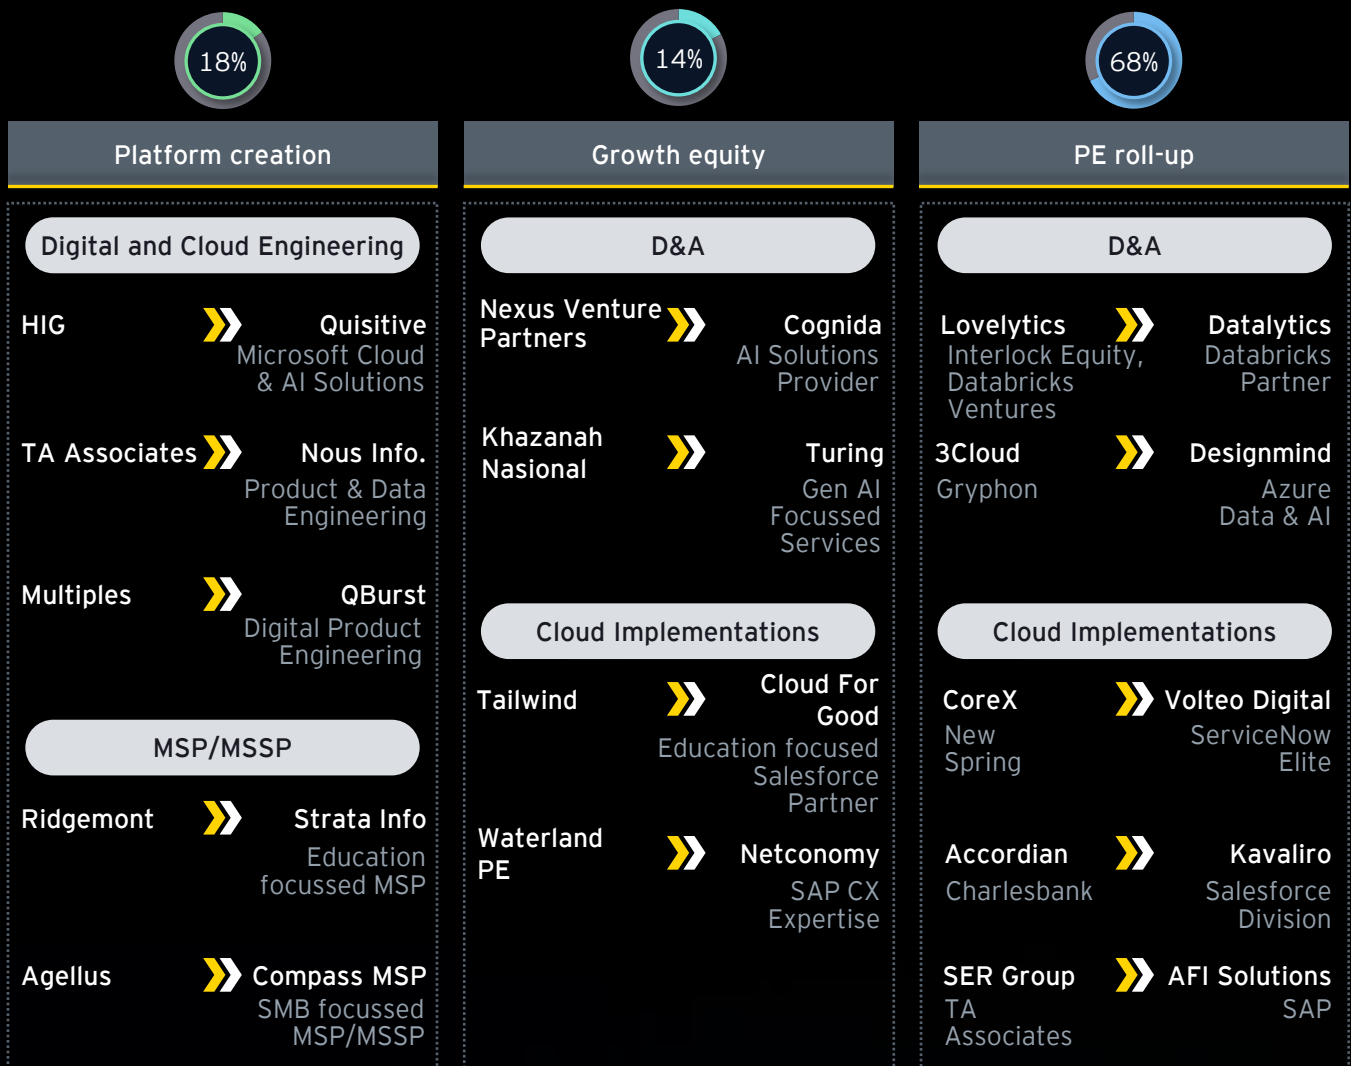 18%
Platform creation
Digital and Cloud Engineering
HIG
Quisitive
Microsoft Cloud
& AI Solutions
TA Associates
Nous Info.
Product & Data
Engineering
Multiples
QBurst
Digital Product
Engineering
MSP/MSSP
Ridgemont
Strata Info
Education
focussed MSP
Agellus
Compass MSP
SMB focussed
MSP/MSSP
14%
Growth equity
D&A
Nexus Venture
Partners
Cognida
AI Solutions
Provider
Khazanah
Nasional
Turing
Gen AI
Focussed
Services
Cloud Implementations
Tailwind
Cloud For
Good
Education focused
Salesforce
Partner
Waterland
PE
Netconomy
SAP CX
Expertise
68%
PE roll-up
D&A
Lovelytics
Interlock Equity,
Databricks
Ventures
Datalytics
Databricks
Partner
3Cloud
Gryphon
Designmind
Azure
Data & AI
Cloud Implementations
CoreX
New
Spring
Volteo Digital
ServiceNow
Elite
Accordian
Charlesbank
Kavaliro
Salesforce
Division
SER Group
TA
Associates
AFI Solutions
SAP